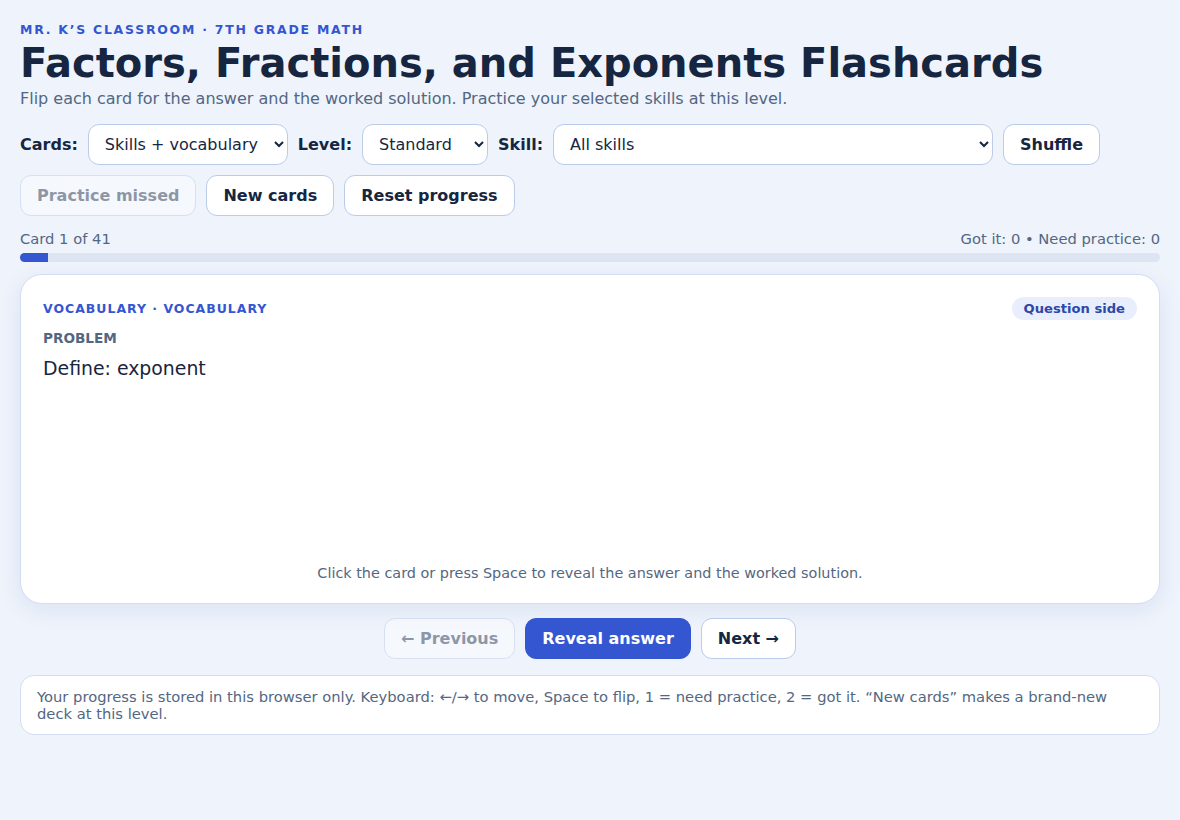 MR. K’S CLASSROOM · 7TH GRADE MATH
Factors, Fractions, and Exponents Flashcards
Flip each card for the answer and the worked solution. Practice your selected skills at this level.
Cards: Skills + vocabulary Level: Standard Skill: All skills Shuffle
Practice missed New cards Reset progress
Card 1 of 41 Got it: 0 • Need practice: 0
VOCABULARY · VOCABULARY Question side
PROBLEM
Define: exponent
Click the card or press Space to reveal the answer and the worked solution.
← Previous Reveal answer Next →
Your progress is stored in this browser only. Keyboard: ←/→ to move, Space to flip, 1 = need practice, 2 = got it. “New cards” makes a brand-new
deck at this level.